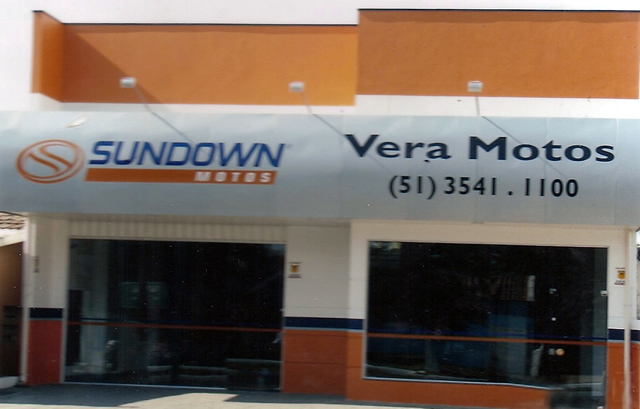 SUNDOWN
MOTOS
Vera Motos
(51) 3541.1100